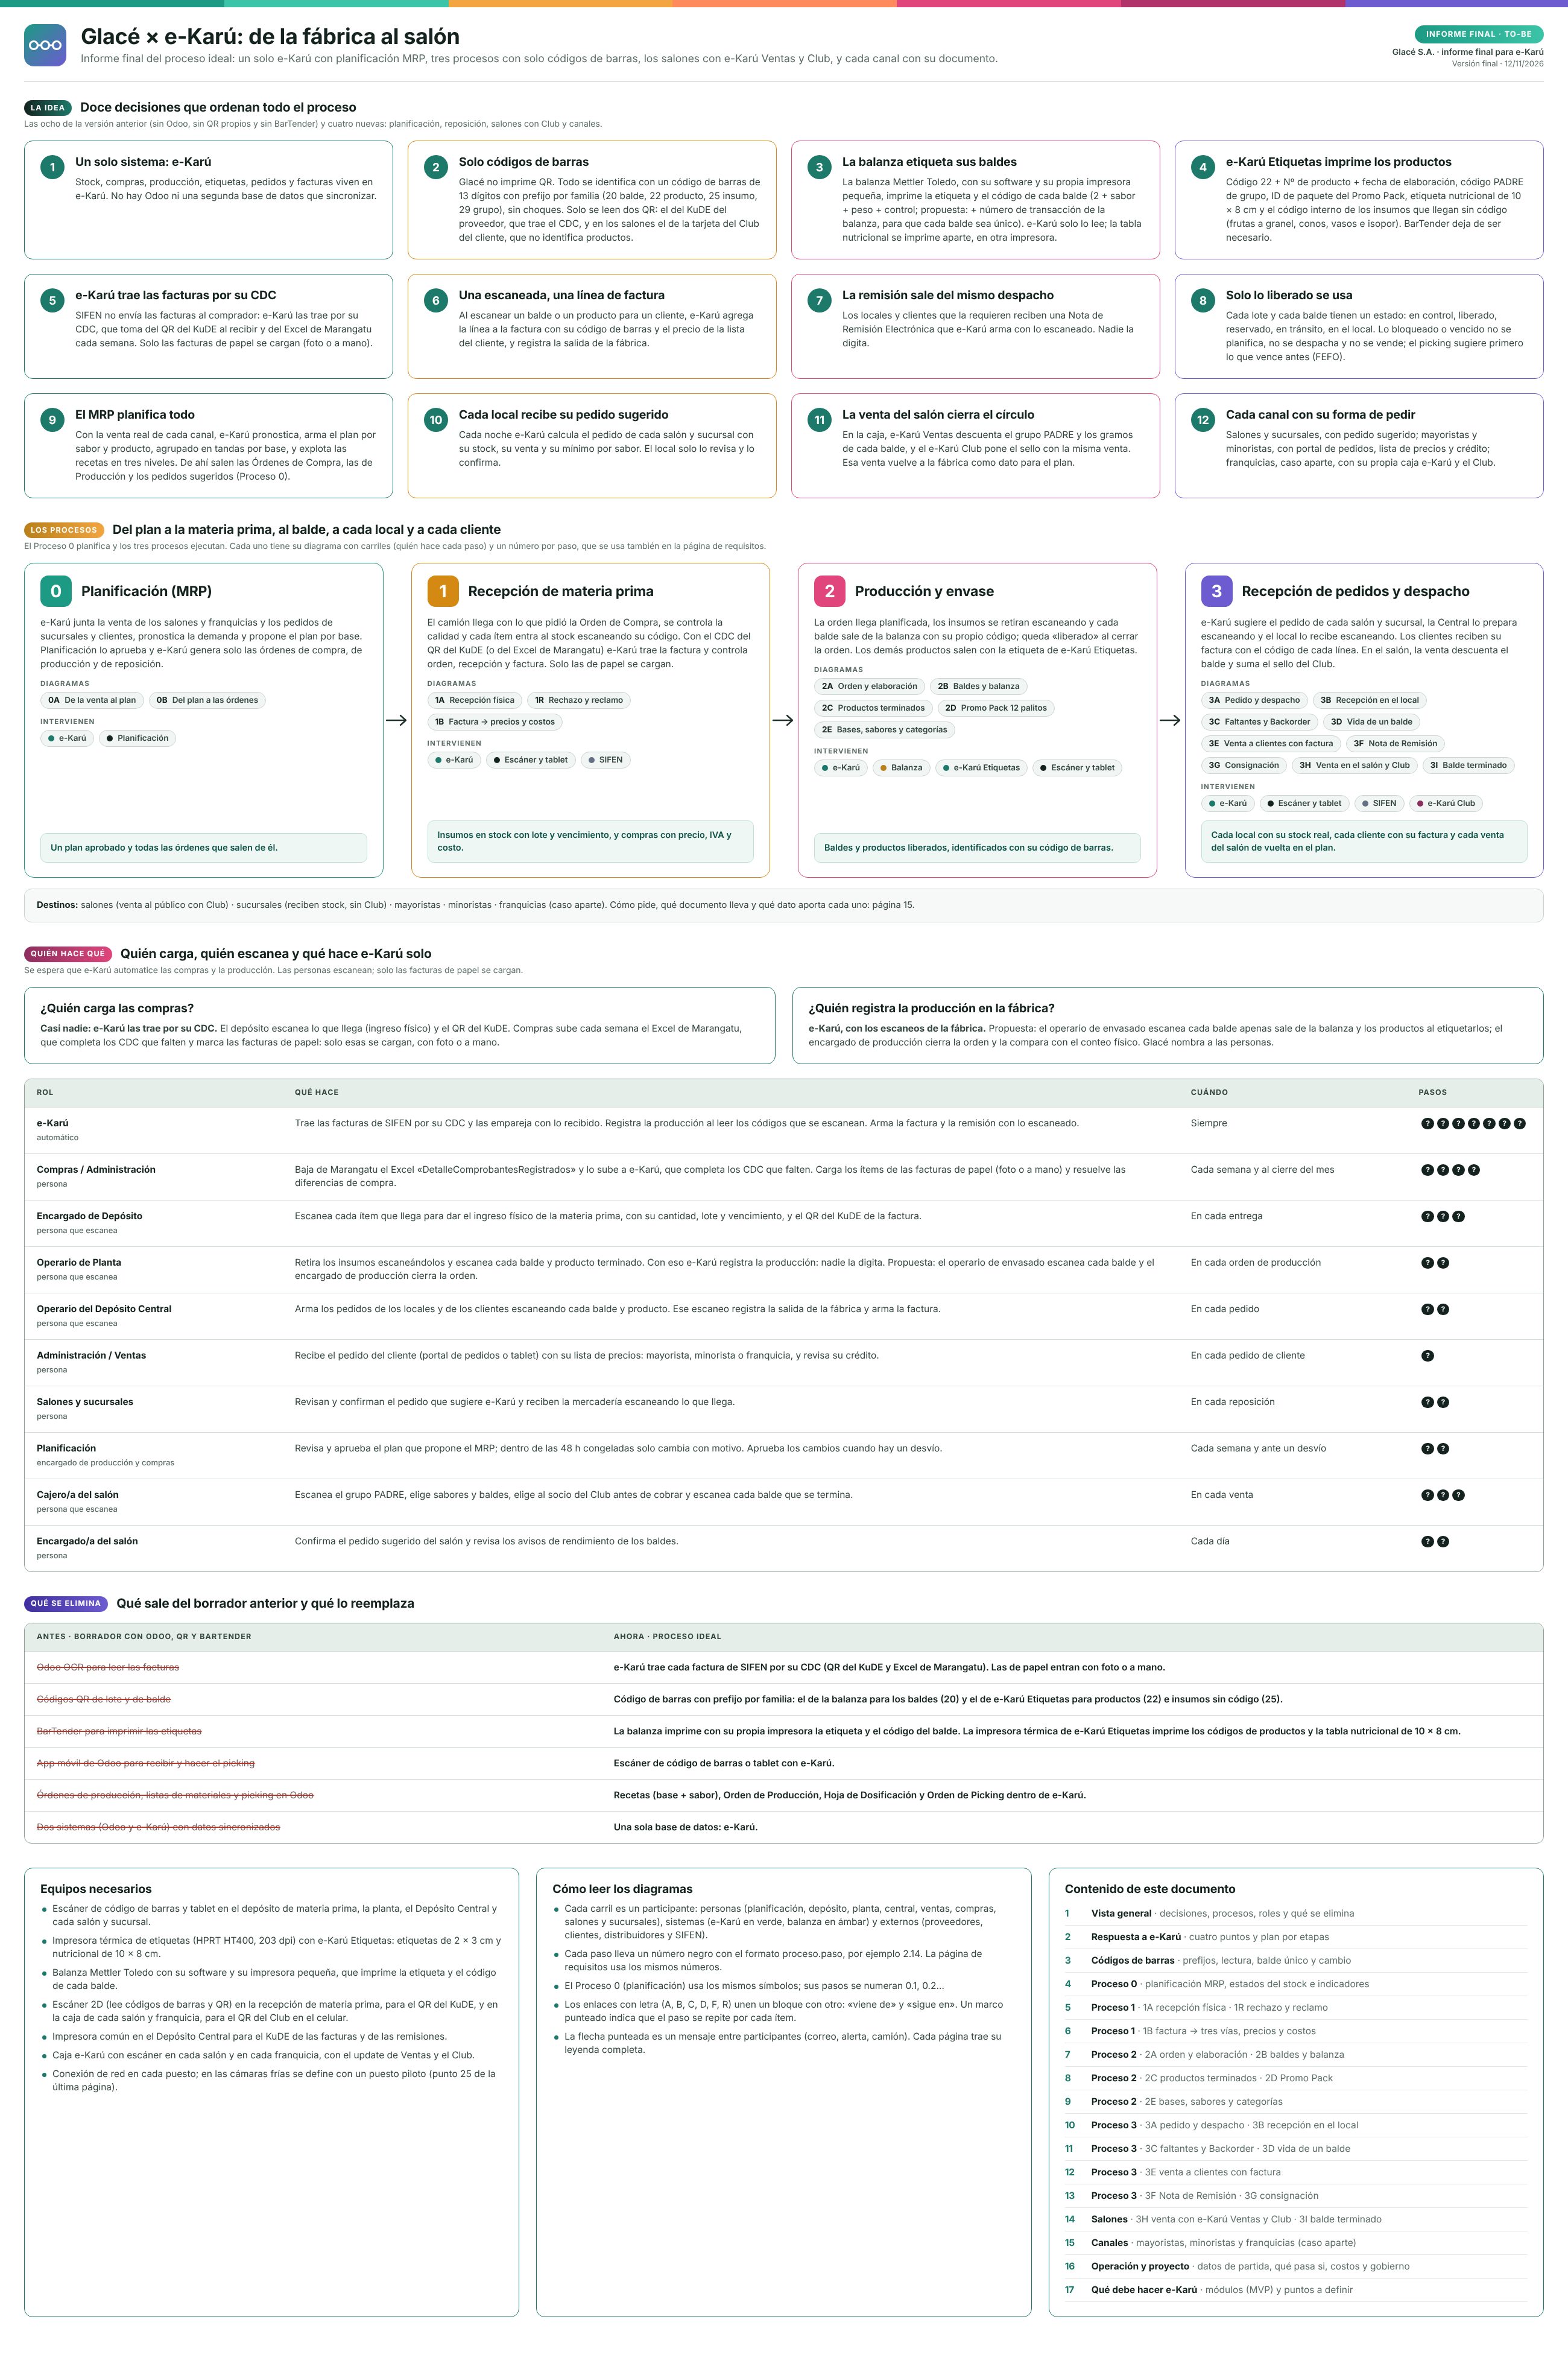 Glacé × e-Karú: de la fábrica al salón
Informe final del proceso ideal: un solo e-Karú con planificación MRP, tres procesos con solo códigos de barras, los salones con e-Karú Ventas y Club, y cada canal con su documento.
INFORME FINAL · TO-BE
Glacé S.A. · informe final para e-Karú
Versión final · 12/11/2026
LA IDEA
Doce decisiones que ordenan todo el proceso
Las ocho de la versión anterior (sin Odoo, sin QR propios y sin BarTender) y cuatro nuevas: planificación, reposición, salones con Club y canales.
1
Un solo sistema: e-Karú
Stock, compras, producción, etiquetas, pedidos y facturas viven en
e-Karú. No hay Odoo ni una segunda base de datos que sincronizar.
2
Solo códigos de barras
Glacé no imprime QR. Todo se identifica con un código de barras de
13 dígitos con prefijo por familia (20 balde, 22 producto, 25 insumo,
29 grupo), sin choques. Solo se leen dos QR: el del KuDE del
proveedor, que trae el CDC, y en los salones el de la tarjeta del Club
del cliente, que no identifica productos.
3
La balanza etiqueta sus baldes
La balanza Mettler Toledo, con su software y su propia impresora
pequeña, imprime la etiqueta y el código de cada balde (2 + sabor
+ peso + control; propuesta: + número de transacción de la
balanza, para que cada balde sea único). e-Karú solo lo lee; la tabla
nutricional se imprime aparte, en otra impresora.
4
e-Karú Etiquetas imprime los productos
Código 22 + Nº de producto + fecha de elaboración, código PADRE
de grupo, ID de paquete del Promo Pack, etiqueta nutricional de 10
× 8 cm y el código interno de los insumos que llegan sin código
(frutas a granel, conos, vasos e isopor). BarTender deja de ser
necesario.
5
e-Karú trae las facturas por su CDC
SIFEN no envía las facturas al comprador: e-Karú las trae por su
CDC, que toma del QR del KuDE al recibir y del Excel de Marangatu
cada semana. Solo las facturas de papel se cargan (foto o a mano).
6
Una escaneada, una línea de factura
Al escanear un balde o un producto para un cliente, e-Karú agrega
la línea a la factura con su código de barras y el precio de la lista
del cliente, y registra la salida de la fábrica.
7
La remisión sale del mismo despacho
Los locales y clientes que la requieren reciben una Nota de
Remisión Electrónica que e-Karú arma con lo escaneado. Nadie la
digita.
8
Solo lo liberado se usa
Cada lote y cada balde tienen un estado: en control, liberado,
reservado, en tránsito, en el local. Lo bloqueado o vencido no se
planifica, no se despacha y no se vende; el picking sugiere primero
lo que vence antes (FEFO).
9
El MRP planifica todo
Con la venta real de cada canal, e-Karú pronostica, arma el plan por
sabor y producto, agrupado en tandas por base, y explota las
recetas en tres niveles. De ahí salen las Órdenes de Compra, las de
Producción y los pedidos sugeridos (Proceso 0).
10
Cada local recibe su pedido sugerido
Cada noche e-Karú calcula el pedido de cada salón y sucursal con
su stock, su venta y su mínimo por sabor. El local solo lo revisa y lo
confirma.
11
La venta del salón cierra el círculo
En la caja, e-Karú Ventas descuenta el grupo PADRE y los gramos
de cada balde, y el e-Karú Club pone el sello con la misma venta.
Esa venta vuelve a la fábrica como dato para el plan.
12
Cada canal con su forma de pedir
Salones y sucursales, con pedido sugerido; mayoristas y
minoristas, con portal de pedidos, lista de precios y crédito;
franquicias, caso aparte, con su propia caja e-Karú y el Club.
LOS PROCESOS
Del plan a la materia prima, al balde, a cada local y a cada cliente
El Proceso 0 planifica y los tres procesos ejecutan. Cada uno tiene su diagrama con carriles (quién hace cada paso) y un número por paso, que se usa también en la página de requisitos.
0
Planificación (MRP)
e-Karú junta la venta de los salones y franquicias y los pedidos de
sucursales y clientes, pronostica la demanda y propone el plan por base.
Planificación lo aprueba y e-Karú genera solo las órdenes de compra, de
producción y de reposición.
DIAGRAMAS
0A De la venta al plan
0B Del plan a las órdenes
INTERVIENEN
e-Karú
Planificación
Un plan aprobado y todas las órdenes que salen de él.
1
Recepción de materia prima
El camión llega con lo que pidió la Orden de Compra, se controla la
calidad y cada ítem entra al stock escaneando su código. Con el CDC del
QR del KuDE (o del Excel de Marangatu) e-Karú trae la factura y controla
orden, recepción y factura. Solo las de papel se cargan.
DIAGRAMAS
1A Recepción física
1R Rechazo y reclamo
1B Factura → precios y costos
INTERVIENEN
e-Karú
Escáner y tablet
SIFEN
Insumos en stock con lote y vencimiento, y compras con precio, IVA y
costo.
2
Producción y envase
La orden llega planificada, los insumos se retiran escaneando y cada
balde sale de la balanza con su propio código; queda «liberado» al cerrar
la orden. Los demás productos salen con la etiqueta de e-Karú Etiquetas.
DIAGRAMAS
2A Orden y elaboración
2B Baldes y balanza
2C Productos terminados
2D Promo Pack 12 palitos
2E Bases, sabores y categorías
INTERVIENEN
e-Karú
Balanza
e-Karú Etiquetas
Escáner y tablet
Baldes y productos liberados, identificados con su código de barras.
3
Recepción de pedidos y despacho
e-Karú sugiere el pedido de cada salón y sucursal, la Central lo prepara
escaneando y el local lo recibe escaneando. Los clientes reciben su
factura con el código de cada línea. En el salón, la venta descuenta el
balde y suma el sello del Club.
DIAGRAMAS
3A Pedido y despacho
3B Recepción en el local
3C Faltantes y Backorder
3D Vida de un balde
3E Venta a clientes con factura
3F Nota de Remisión
3G Consignación
3H Venta en el salón y Club
3I Balde terminado
INTERVIENEN
e-Karú
Escáner y tablet
SIFEN
e-Karú Club
Cada local con su stock real, cada cliente con su factura y cada venta
del salón de vuelta en el plan.
Destinos: salones (venta al público con Club) · sucursales (reciben stock, sin Club) · mayoristas · minoristas · franquicias (caso aparte). Cómo pide, qué documento lleva y qué dato aporta cada uno: página 15.
QUIÉN HACE QUÉ
Quién carga, quién escanea y qué hace e-Karú solo
Se espera que e-Karú automatice las compras y la producción. Las personas escanean; solo las facturas de papel se cargan.
¿Quién carga las compras?
Casi nadie: e-Karú las trae por su CDC. El depósito escanea lo que llega (ingreso físico) y el QR del KuDE. Compras sube cada semana el Excel de Marangatu,
que completa los CDC que falten y marca las facturas de papel: solo esas se cargan, con foto o a mano.
¿Quién registra la producción en la fábrica?
e-Karú, con los escaneos de la fábrica. Propuesta: el operario de envasado escanea cada balde apenas sale de la balanza y los productos al etiquetarlos; el
encargado de producción cierra la orden y la compara con el conteo físico. Glacé nombra a las personas.
ROL QUÉ HACE CUÁNDO PASOS
e-Karú
automático
Trae las facturas de SIFEN por su CDC y las empareja con lo recibido. Registra la producción al leer los códigos que se escanean. Arma la factura y la remisión con lo escaneado.
Siempre
? ? ? ? ? ? ?
Compras / Administración
persona
Baja de Marangatu el Excel «DetalleComprobantesRegistrados» y lo sube a e-Karú, que completa los CDC que falten. Carga los ítems de las facturas de papel (foto o a mano) y resuelve las
diferencias de compra.
Cada semana y al cierre del mes
? ? ? ?
Encargado de Depósito
persona que escanea
Escanea cada ítem que llega para dar el ingreso físico de la materia prima, con su cantidad, lote y vencimiento, y el QR del KuDE de la factura.
En cada entrega
? ? ?
Operario de Planta
persona que escanea
Retira los insumos escaneándolos y escanea cada balde y producto terminado. Con eso e-Karú registra la producción: nadie la digita. Propuesta: el operario de envasado escanea cada balde y el
encargado de producción cierra la orden.
En cada orden de producción
? ?
Operario del Depósito Central
persona que escanea
Arma los pedidos de los locales y de los clientes escaneando cada balde y producto. Ese escaneo registra la salida de la fábrica y arma la factura.
En cada pedido
? ?
Administración / Ventas
persona
Recibe el pedido del cliente (portal de pedidos o tablet) con su lista de precios: mayorista, minorista o franquicia, y revisa su crédito.
En cada pedido de cliente
?
Salones y sucursales
persona
Revisan y confirman el pedido que sugiere e-Karú y reciben la mercadería escaneando lo que llega.
En cada reposición
? ?
Planificación
encargado de producción y compras
Revisa y aprueba el plan que propone el MRP; dentro de las 48 h congeladas solo cambia con motivo. Aprueba los cambios cuando hay un desvío.
Cada semana y ante un desvío
? ?
Cajero/a del salón
persona que escanea
Escanea el grupo PADRE, elige sabores y baldes, elige al socio del Club antes de cobrar y escanea cada balde que se termina.
En cada venta
? ? ?
Encargado/a del salón
persona
Confirma el pedido sugerido del salón y revisa los avisos de rendimiento de los baldes.
Cada día
? ?
QUÉ SE ELIMINA
Qué sale del borrador anterior y qué lo reemplaza
ANTES · BORRADOR CON ODOO, QR Y BARTENDER AHORA · PROCESO IDEAL
Odoo OCR para leer las facturas
e-Karú trae cada factura de SIFEN por su CDC (QR del KuDE y Excel de Marangatu). Las de papel entran con foto o a mano.
Códigos QR de lote y de balde
Código de barras con prefijo por familia: el de la balanza para los baldes (20) y el de e-Karú Etiquetas para productos (22) e insumos sin código (25).
BarTender para imprimir las etiquetas
La balanza imprime con su propia impresora la etiqueta y el código del balde. La impresora térmica de e-Karú Etiquetas imprime los códigos de productos y la tabla nutricional de 10 × 8 cm.
App móvil de Odoo para recibir y hacer el picking
Escáner de código de barras o tablet con e-Karú.
Órdenes de producción, listas de materiales y picking en Odoo
Recetas (base + sabor), Orden de Producción, Hoja de Dosificación y Orden de Picking dentro de e-Karú.
Dos sistemas (Odoo y e-Karú) con datos sincronizados
Una sola base de datos: e-Karú.
Equipos necesarios
Escáner de código de barras y tablet en el depósito de materia prima, la planta, el Depósito Central y
cada salón y sucursal.
Impresora térmica de etiquetas (HPRT HT400, 203 dpi) con e-Karú Etiquetas: etiquetas de 2 × 3 cm y
nutricional de 10 × 8 cm.
Balanza Mettler Toledo con su software y su impresora pequeña, que imprime la etiqueta y el código
de cada balde.
Escáner 2D (lee códigos de barras y QR) en la recepción de materia prima, para el QR del KuDE, y en
la caja de cada salón y franquicia, para el QR del Club en el celular.
Impresora común en el Depósito Central para el KuDE de las facturas y de las remisiones.
Caja e-Karú con escáner en cada salón y en cada franquicia, con el update de Ventas y el Club.
Conexión de red en cada puesto; en las cámaras frías se define con un puesto piloto (punto 25 de la
última página).
Cómo leer los diagramas
Cada carril es un participante: personas (planificación, depósito, planta, central, ventas, compras,
salones y sucursales), sistemas (e-Karú en verde, balanza en ámbar) y externos (proveedores,
clientes, distribuidores y SIFEN).
Cada paso lleva un número negro con el formato proceso.paso, por ejemplo 2.14. La página de
requisitos usa los mismos números.
El Proceso 0 (planificación) usa los mismos símbolos; sus pasos se numeran 0.1, 0.2...
Los enlaces con letra (A, B, C, D, F, R) unen un bloque con otro: «viene de» y «sigue en». Un marco
punteado indica que el paso se repite por cada ítem.
La flecha punteada es un mensaje entre participantes (correo, alerta, camión). Cada página trae su
leyenda completa.
Contenido de este documento
1 Vista general · decisiones, procesos, roles y qué se elimina
2 Respuesta a e-Karú · cuatro puntos y plan por etapas
3 Códigos de barras · prefijos, lectura, balde único y cambio
4 Proceso 0 · planificación MRP, estados del stock e indicadores
5 Proceso 1 · 1A recepción física · 1R rechazo y reclamo
6 Proceso 1 · 1B factura → tres vías, precios y costos
7 Proceso 2 · 2A orden y elaboración · 2B baldes y balanza
8 Proceso 2 · 2C productos terminados · 2D Promo Pack
9 Proceso 2 · 2E bases, sabores y categorías
10 Proceso 3 · 3A pedido y despacho · 3B recepción en el local
11 Proceso 3 · 3C faltantes y Backorder · 3D vida de un balde
12 Proceso 3 · 3E venta a clientes con factura
13 Proceso 3 · 3F Nota de Remisión · 3G consignación
14 Salones · 3H venta con e-Karú Ventas y Club · 3I balde terminado
15 Canales · mayoristas, minoristas y franquicias (caso aparte)
16 Operación y proyecto · datos de partida, qué pasa si, costos y gobierno
17 Qué debe hacer e-Karú · módulos (MVP) y puntos a definir